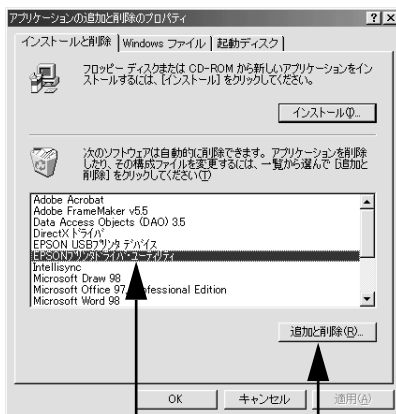 アプリケーションの追加と削除のプロパティ
インストールと削除 Windows ファイル 起動ディスク
フロッピー ディスクまたは CD-ROM から新しいアプリケーションをイン
ストールするには、[インストール] をクリックしてください。
インストール(I)...
次のソフトウェアは自動的に削除できます。アプリケーションを削除
したり、その構成ファイルを変更するには、一覧から選んで [追加と
削除] をクリックしてください(T)
Adobe Acrobat
Adobe FrameMaker v5.5
Data Access Objects (DAO) 3.5
DirectX ドライバ
EPSON USBプリンタ デバイス
EPSONプリンタドライバ・ユーティリティ
Intellisync
Microsoft Draw 98
Microsoft Office 97 Professional Edition
Microsoft Word 98
追加と削除(R)...
OK キャンセル 適用(A)